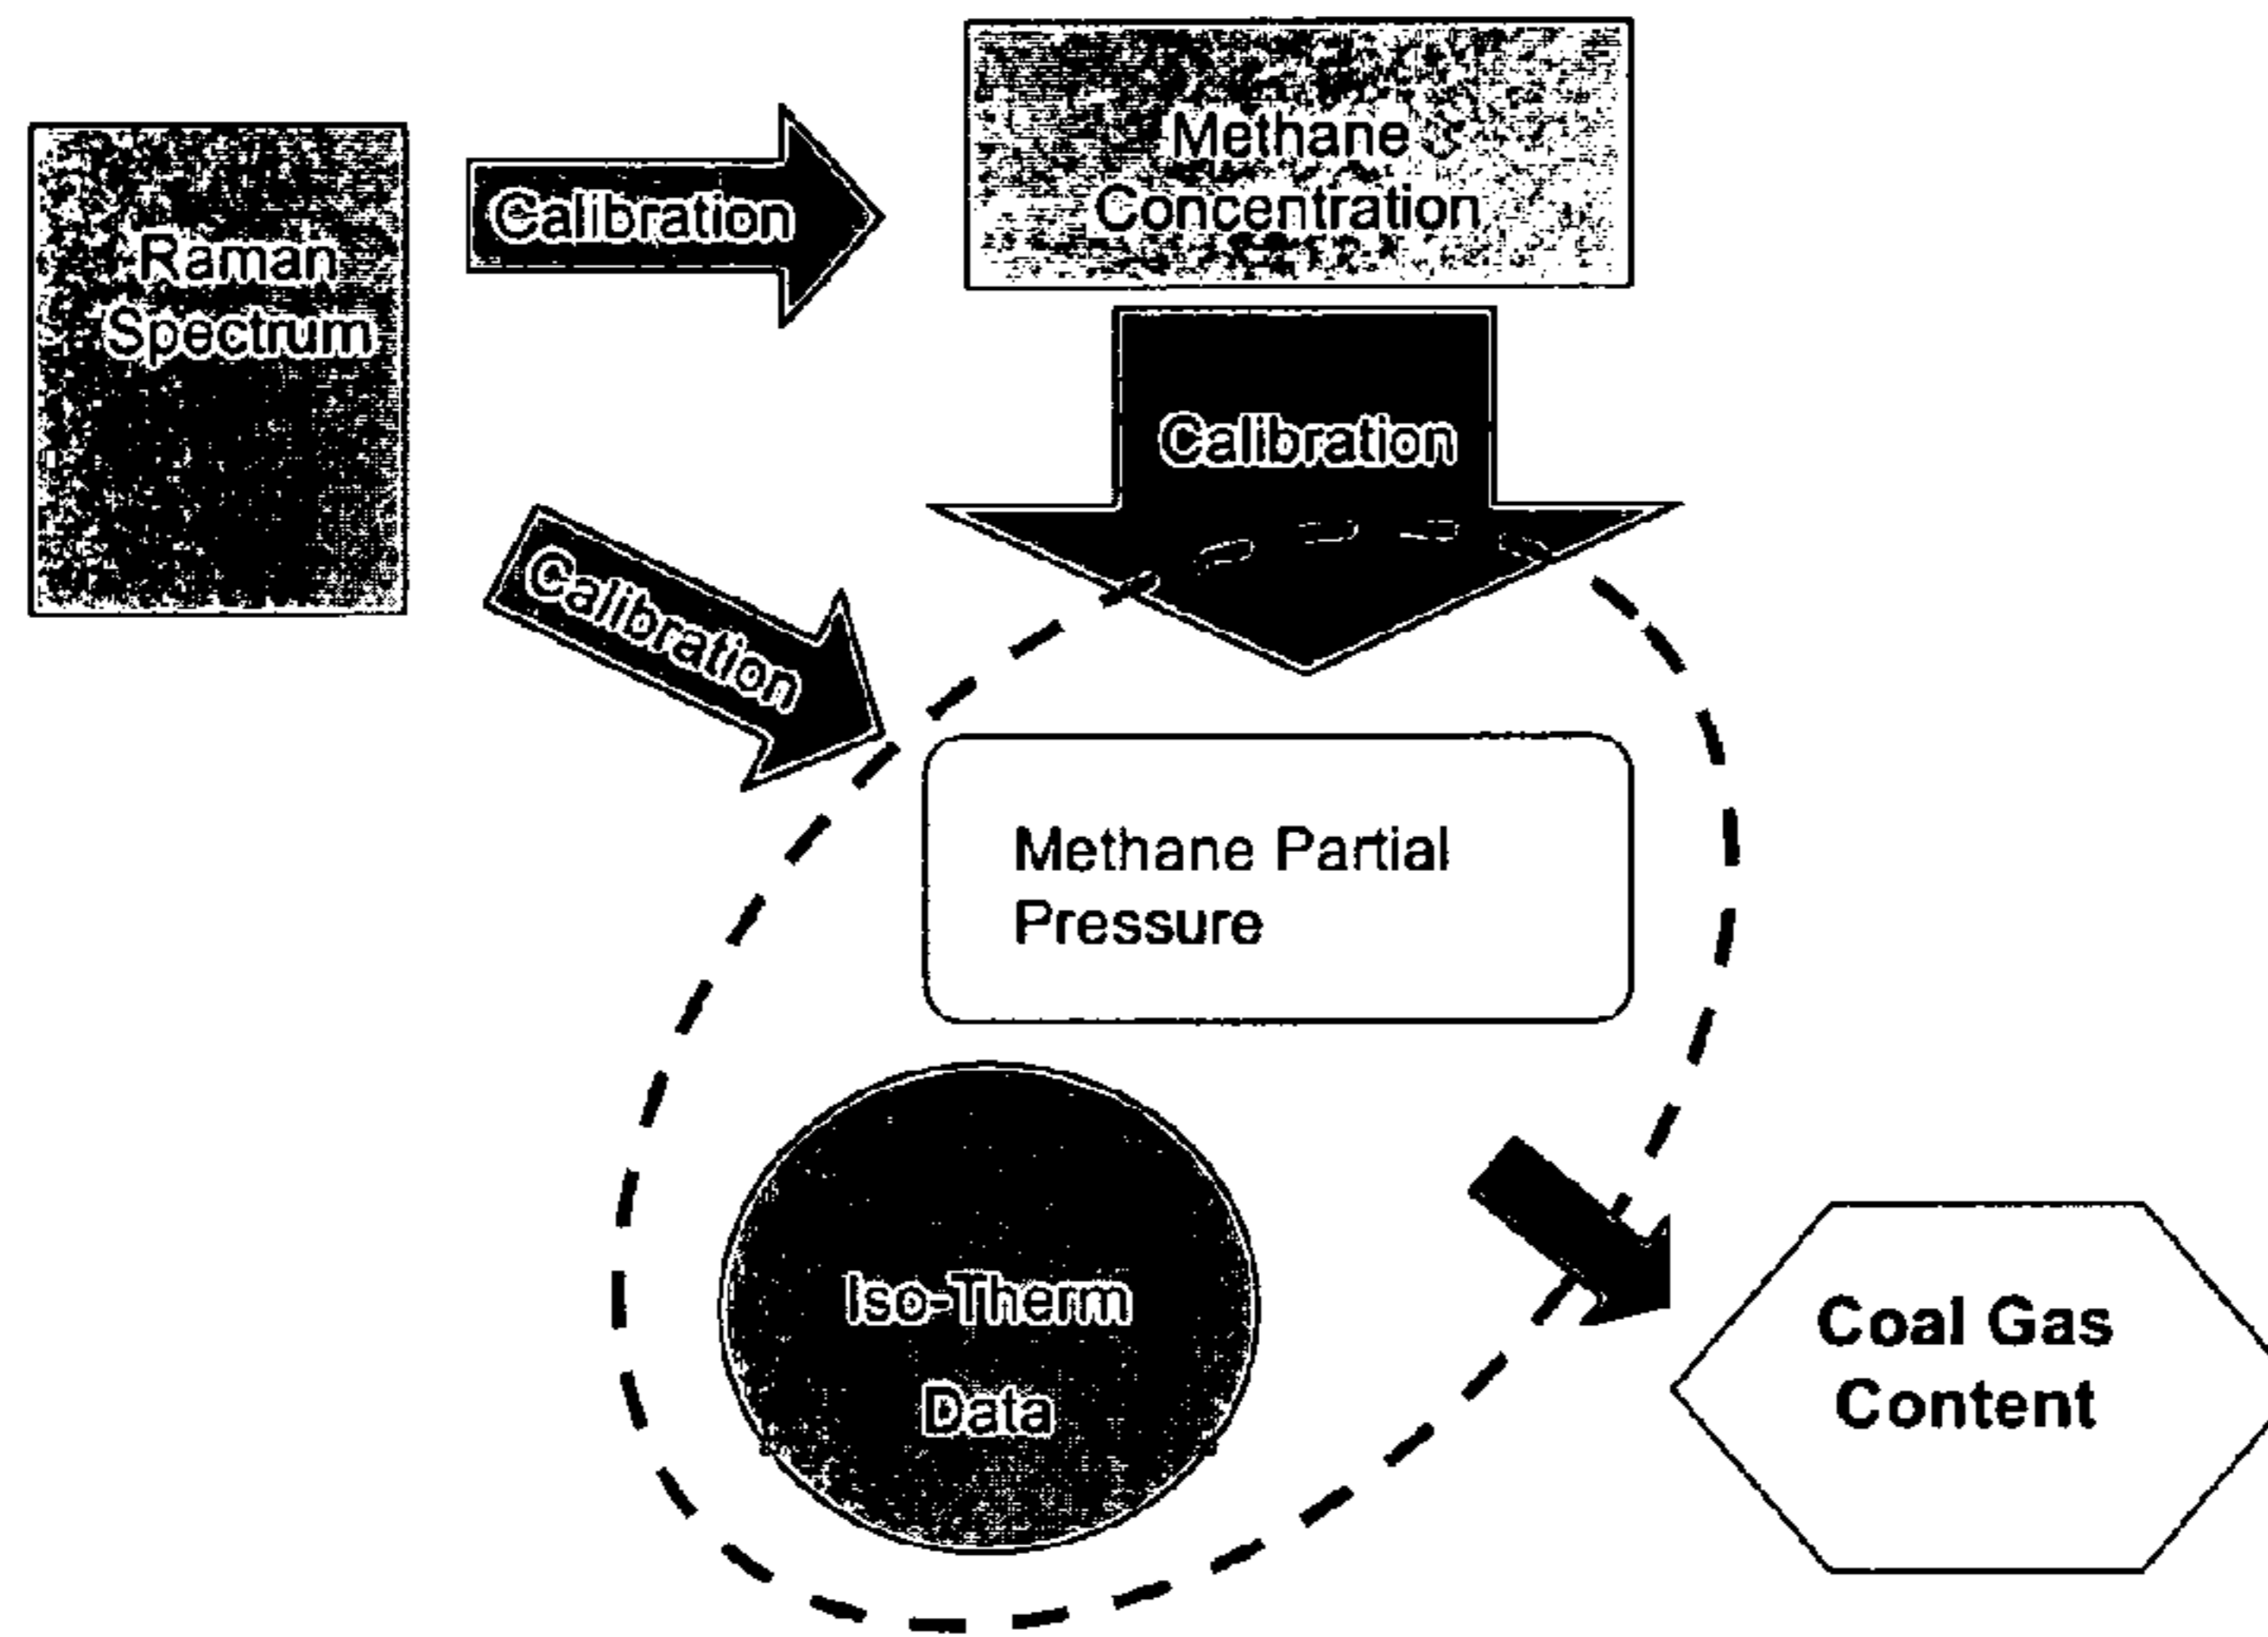 Raman
Spectrum
Calibration
Methane
Concentration
Calibration
Calibration
Methane Partial
Pressure
Iso-Therm
Data
Coal Gas
Content